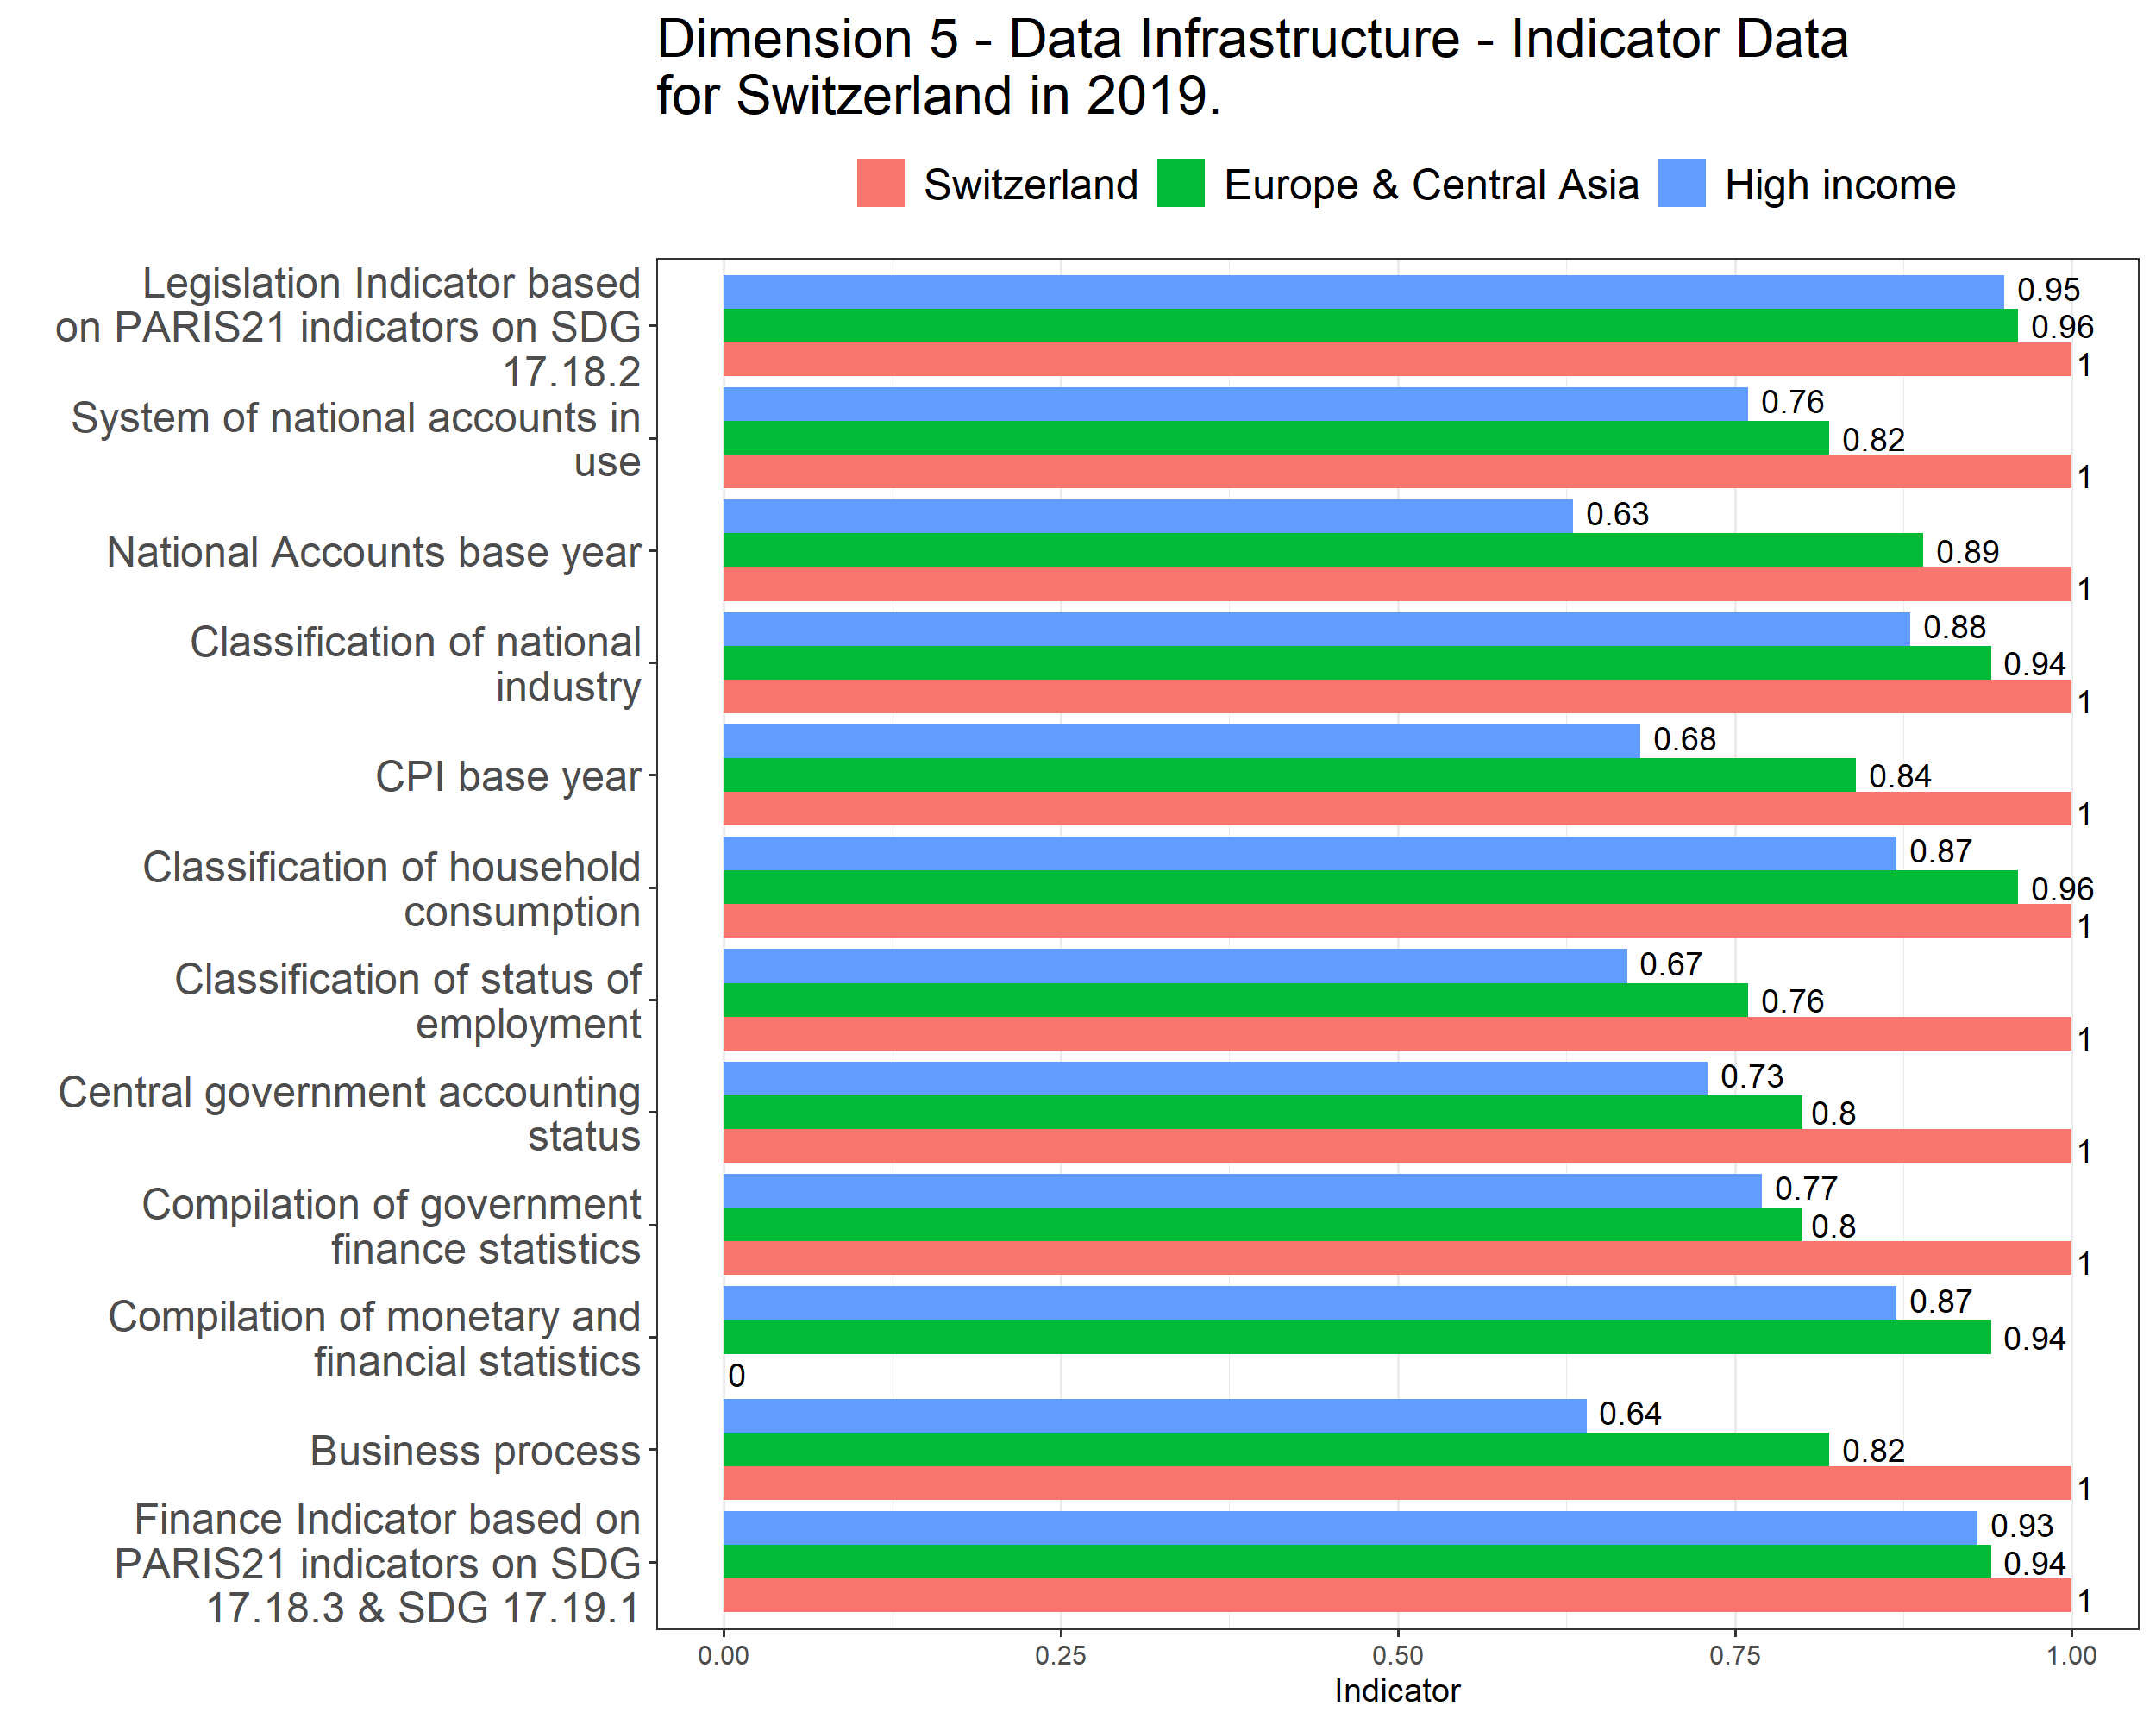 Dimension 5 - Data Infrastructure - Indicator Data
for Switzerland in 2019.
Switzerland
Europe & Central Asia
High income
Legislation Indicator based
on PARIS21 indicators on SDG
17.18.2
0.95
0.96
1
System of national accounts in
use
0.76
0.82
1
National Accounts base year
0.63
0.89
1
Classification of national
industry
0.88
0.94
1
CPI base year
0.68
0.84
1
Classification of household
consumption
0.87
0.96
1
Classification of status of
employment
0.67
0.76
1
Central government accounting
status
0.73
0.8
1
Compilation of government
finance statistics
0.77
0.8
1
Compilation of monetary and
financial statistics
0.87
0.94
0
Business process
0.64
0.82
1
Finance Indicator based on
PARIS21 indicators on SDG
17.18.3 & SDG 17.19.1
0.93
0.94
1
0.00
0.25
0.50
0.75
1.00
Indicator